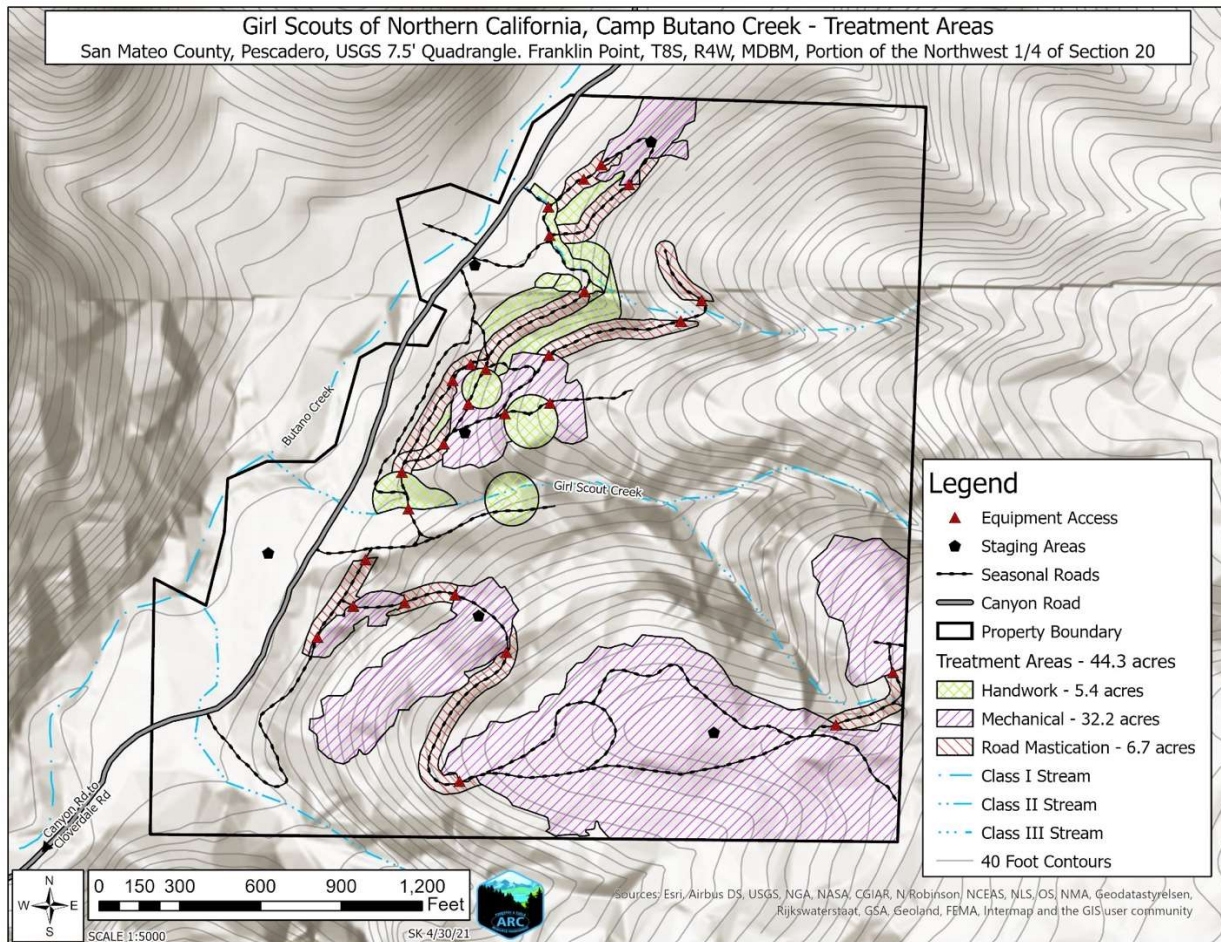 Girl Scouts of Northern California, Camp Butano Creek - Treatment Areas
San Mateo County, Pescadero, USGS 7.5' Quadrangle. Franklin Point, T8S, R4W, MDBM, Portion of the Northwest 1/4 of Section 20
Butano Creek
Girl Scout Creek
Canyon Rd to
Cloverdale Rd
Legend
Equipment Access
Staging Areas
Seasonal Roads
Canyon Road
Property Boundary
Treatment Areas - 44.3 acres
Handwork - 5.4 acres
Mechanical - 32.2 acres
Road Mastication - 6.7 acres
Class I Stream
Class II Stream
Class III Stream
40 Foot Contours
N
W E
S
0 150 300 600 900 1,200
Feet
SCALE 1:5000
SK 4/30/21
ARC
Sources: Esri, Airbus DS, USGS, NGA, NASA, CGIAR, N Robinson, NCEAS, NLS, OS, NMA, Geodatastyrelsen,
Rijkswaterstaat, GSA, Geoland, FEMA, Intermap and the GIS user community